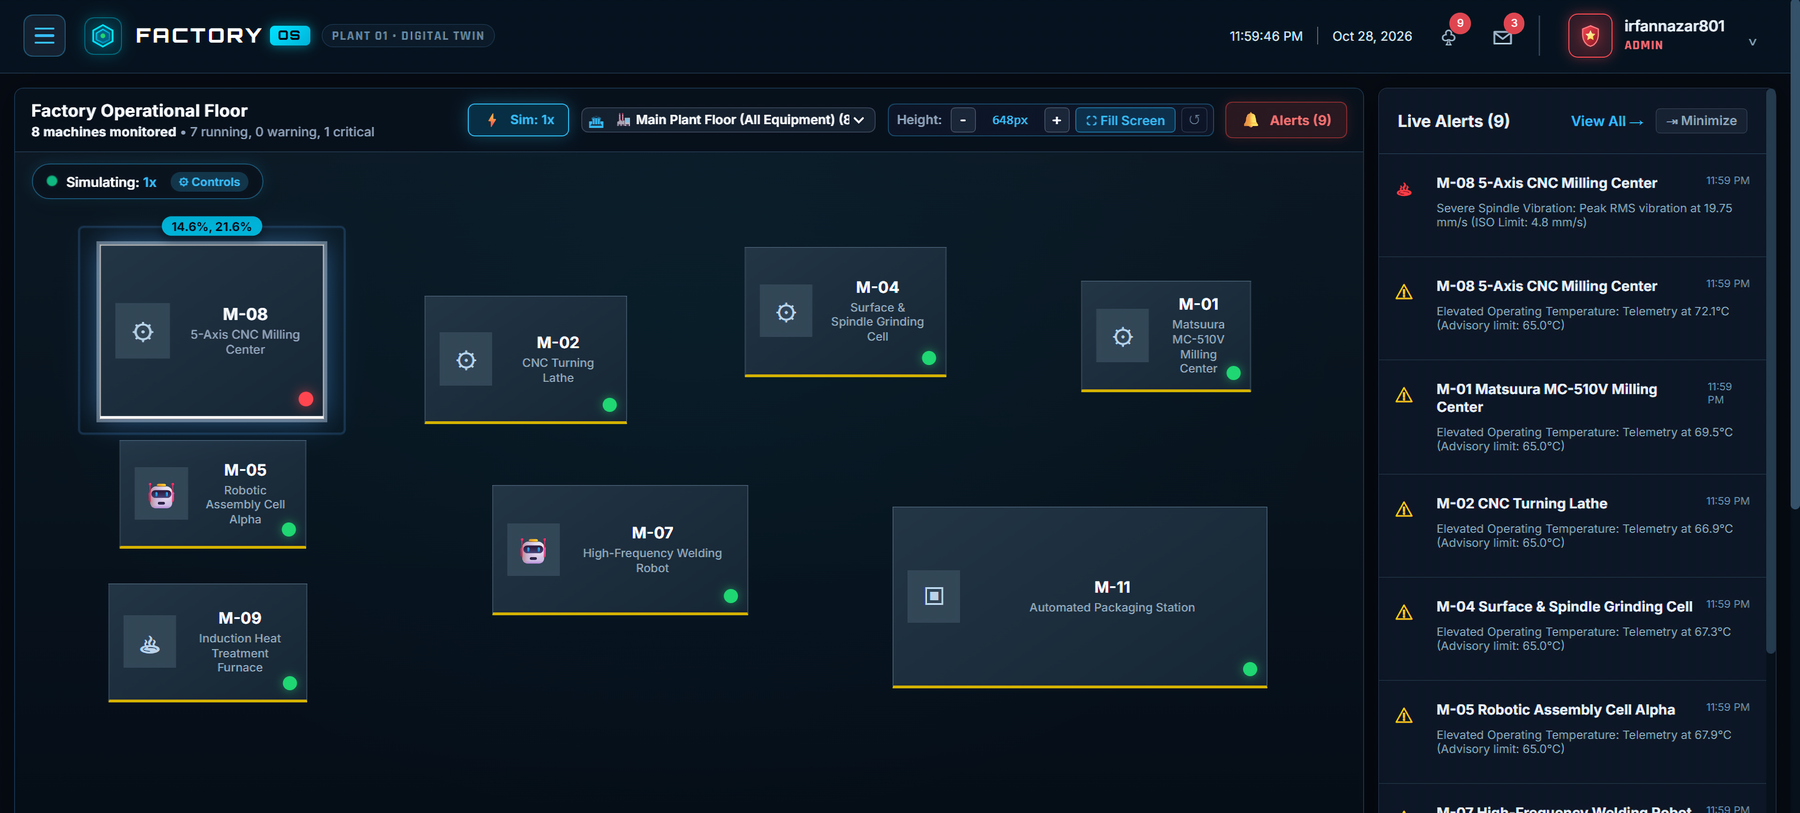 FACTORY OS
PLANT 01 • DIGITAL TWIN
11:59:46 PM
Oct 28, 2026
9
3
irfannazar801
ADMIN
Factory Operational Floor
8 machines monitored • 7 running, 0 warning, 1 critical
Sim: 1x
Main Plant Floor (All Equipment) (8
Height:
-
648px
+
Fill Screen
Alerts (9)
Simulating: 1x
Controls
14.6%, 21.6%
M-08
5-Axis CNC Milling
Center
M-02
CNC Turning
Lathe
M-04
Surface &
Spindle Grinding
Cell
M-01
Matsuura
MC-510V
Milling
Center
M-05
Robotic
Assembly Cell
Alpha
M-07
High-Frequency Welding
Robot
M-11
Automated Packaging Station
M-09
Induction Heat
Treatment
Furnace
Live Alerts (9)
View All →
Minimize
M-08 5-Axis CNC Milling Center
11:59 PM
Severe Spindle Vibration: Peak RMS vibration at 19.75
mm/s (ISO Limit: 4.8 mm/s)
M-08 5-Axis CNC Milling Center
11:59 PM
Elevated Operating Temperature: Telemetry at 72.1°C
(Advisory limit: 65.0°C)
M-01 Matsuura MC-510V Milling
Center
11:59
PM
Elevated Operating Temperature: Telemetry at 69.5°C
(Advisory limit: 65.0°C)
M-02 CNC Turning Lathe
11:59 PM
Elevated Operating Temperature: Telemetry at 66.9°C
(Advisory limit: 65.0°C)
M-04 Surface & Spindle Grinding Cell
11:59 PM
Elevated Operating Temperature: Telemetry at 67.3°C
(Advisory limit: 65.0°C)
M-05 Robotic Assembly Cell Alpha
11:59 PM
Elevated Operating Temperature: Telemetry at 67.9°C
(Advisory limit: 65.0°C)
M-07 High-Frequency Welding Robot
11:59 PM